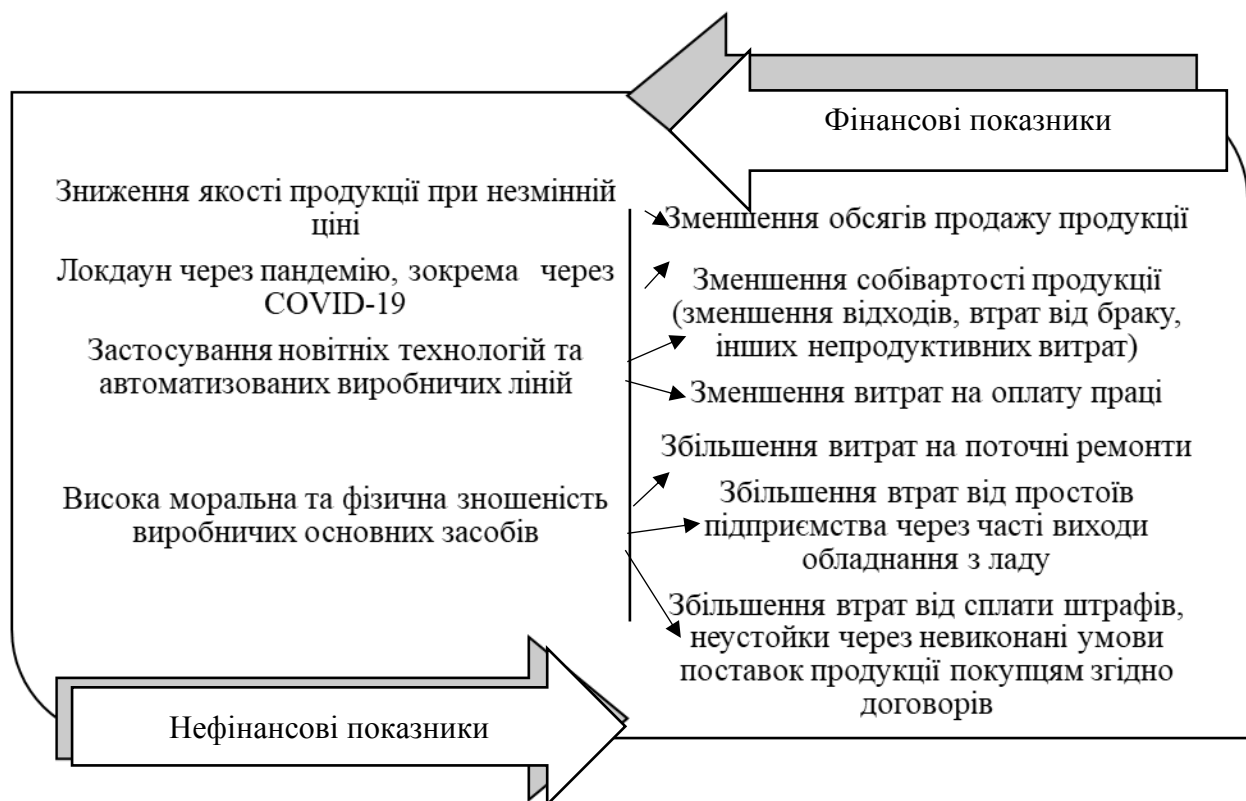 Фінансові показники
Зниження якості продукції при незмінній
ціні
Локдаун через пандемію, зокрема через
COVID-19
Застосування новітніх технологій та
автоматизованих виробничих ліній
Висока моральна та фізична зношеність
виробничих основних засобів
Зменшення обсягів продажу продукції
Зменшення собівартості продукції
(зменшення відходів, втрат від браку,
інших непродуктивних витрат)
Зменшення витрат на оплату праці
Збільшення витрат на поточні ремонти
Збільшення втрат від простоїв
підприємства через часті виходи
обладнання з ладу
Збільшення втрат від сплати штрафів,
неустойки через невиконані умови
поставок продукції покупцям згідно
договорів
Нефінансові показники